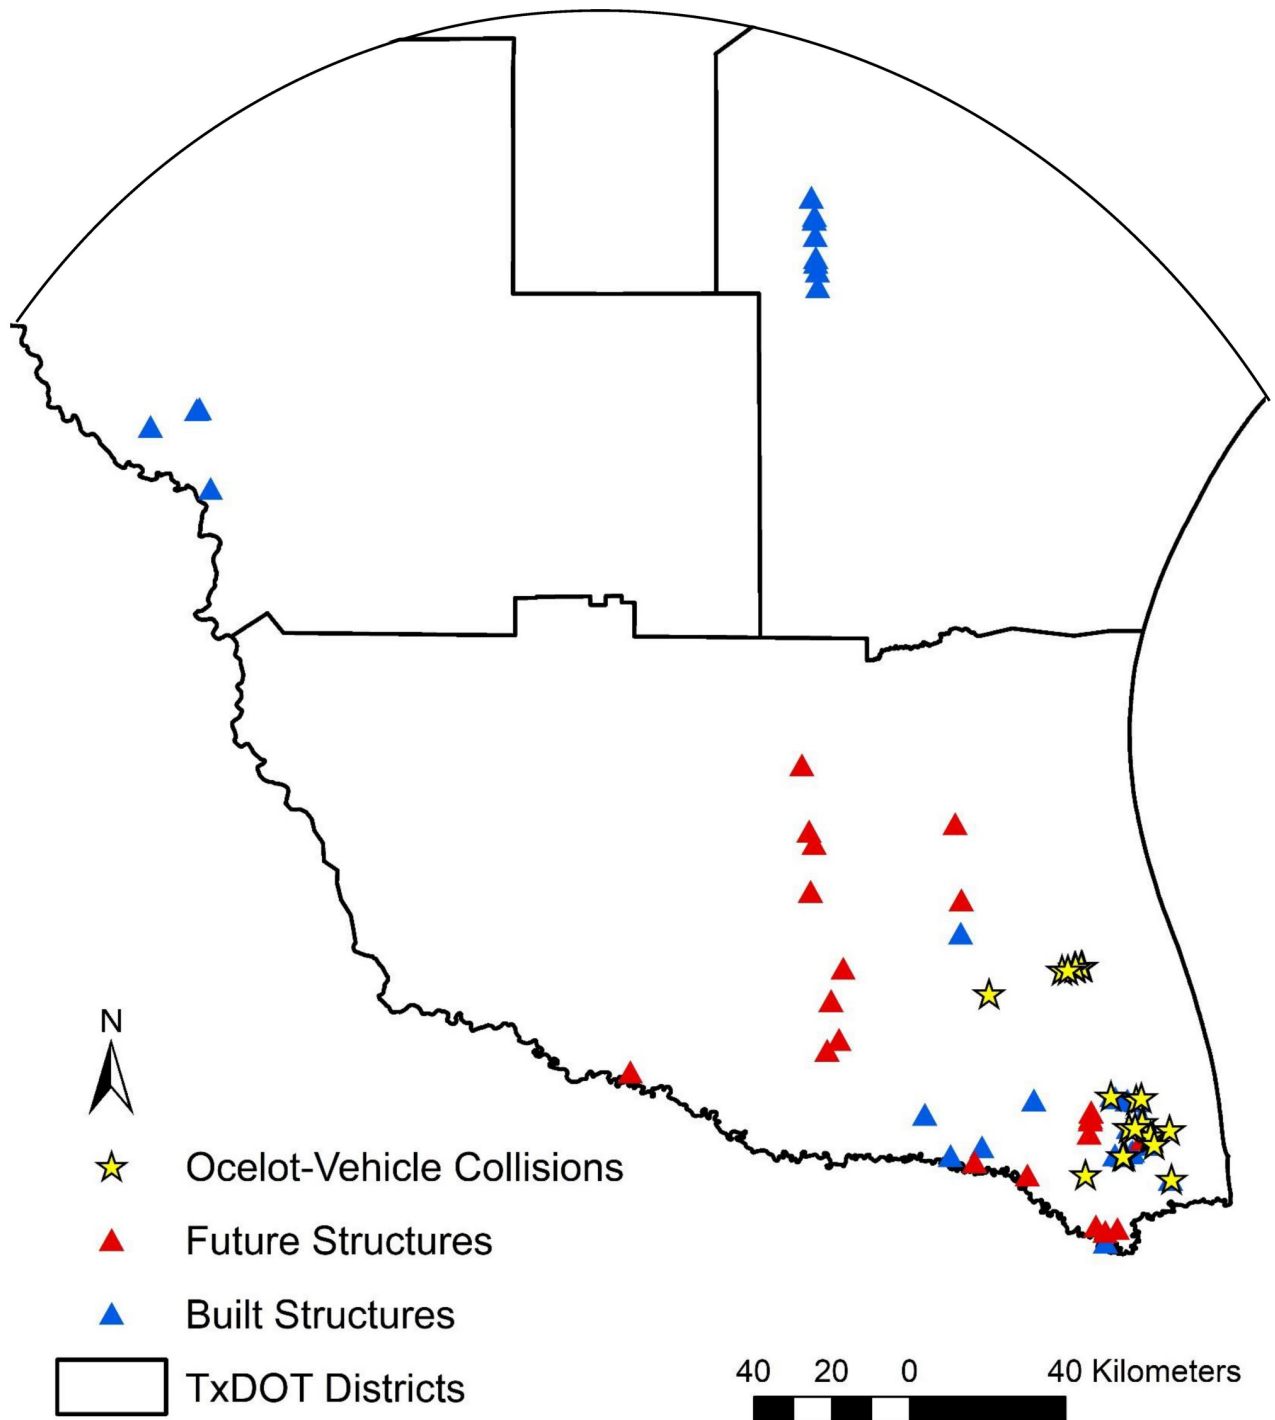 N
Ocelot-Vehicle Collisions
Future Structures
Built Structures
TxDOT Districts
40 20 0 40 Kilometers